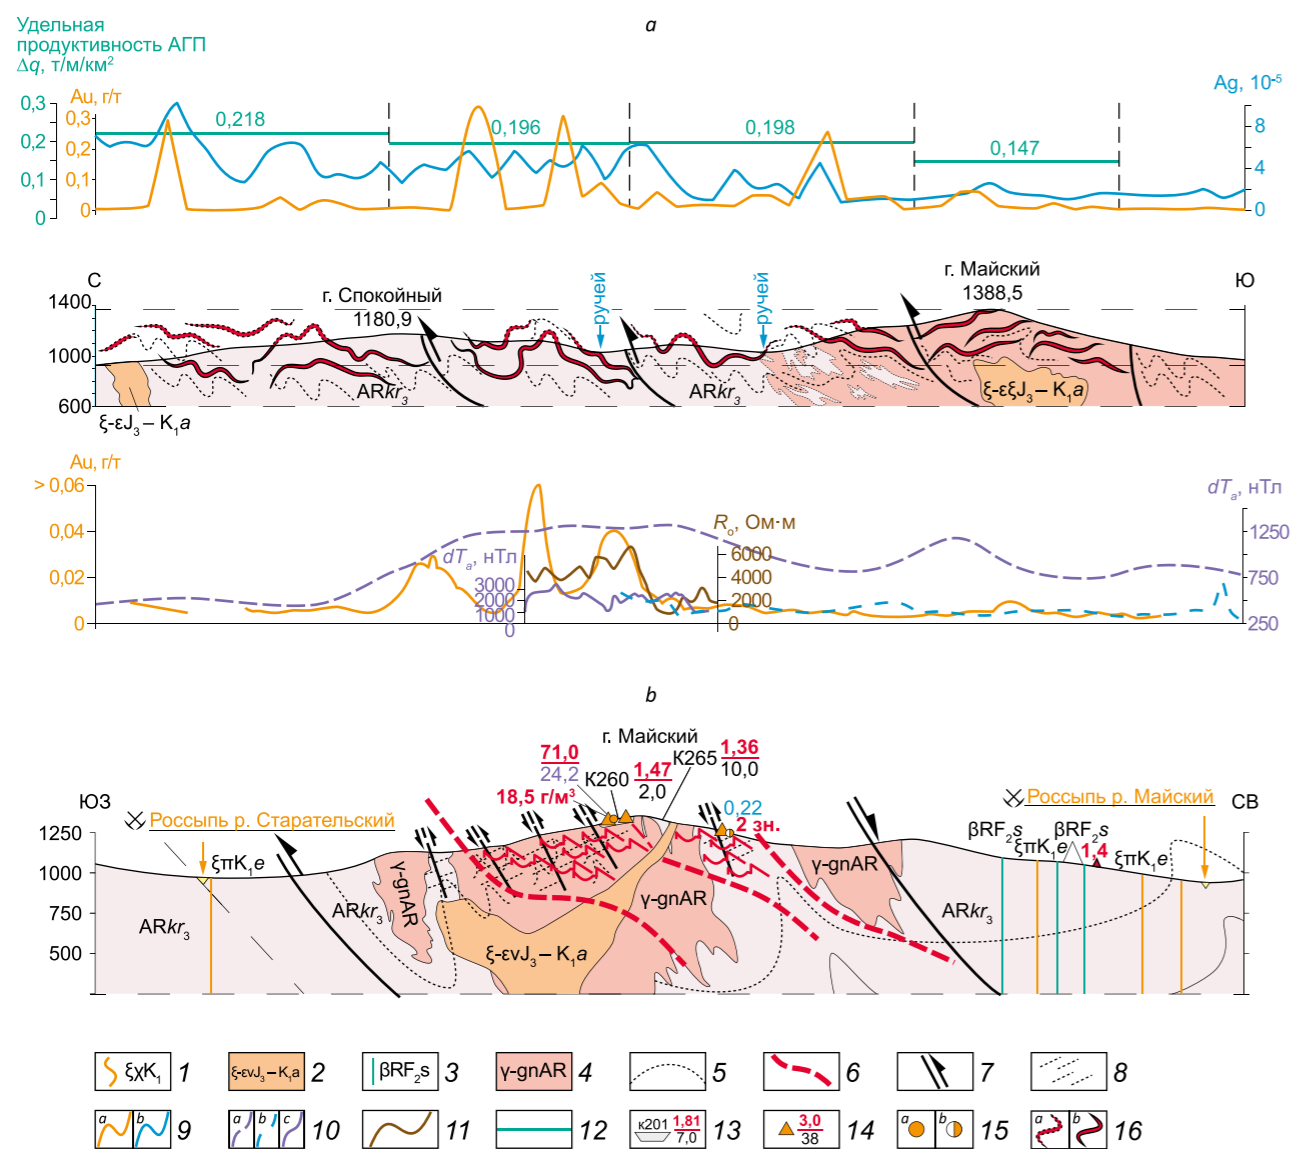 a
Удельная
продуктивность АГП
Δq, т/м/км²
Au, г/т
Ag, 10⁻⁵
0,3
0,2
0,1
0
0,3
0,2
0,1
0
0,218
0,196
0,198
0,147
8
4
0
С
Ю
1400
1000
600
г. Спокойный
1180,9
ручей
ручей
г. Майский
1388,5
ARkr₃
ARkr₃
ξ-εξJ₃ – K₁a
ξ-εJ₃ – K₁a
Au, г/т
> 0,06
0,04
0,02
0
dTₐ, нТл
3000
2000
1000
0
Rₒ, Ом·м
6000
4000
2000
0
dTₐ, нТл
1250
750
250
b
г. Майский
71,0
24,2
К260
1,47
2,0
К265
1,36
10,0
18,5 г/м³
0,22
2 зн.
ЮЗ
СВ
Россыпь р. Старательский
Россыпь р. Майский
1250
1000
750
500
ξπK₁e
βRF₂s
ξπK₁e
βRF₂s
1,4
ξπK₁e
ARkr₃
ARkr₃
γ-gnAR
γ-gnAR
γ-gnAR
ARkr₃
ξ-ενJ₃ – K₁a
ξχK₁ 1
ξ-ενJ₃ – K₁a 2
βRF₂s 3
γ-gnAR 4
5
6
7
8
a b 9
a b c 10
11
12
к201 1,81
7,0 13
3,0
38 14
a b 15
a b 16